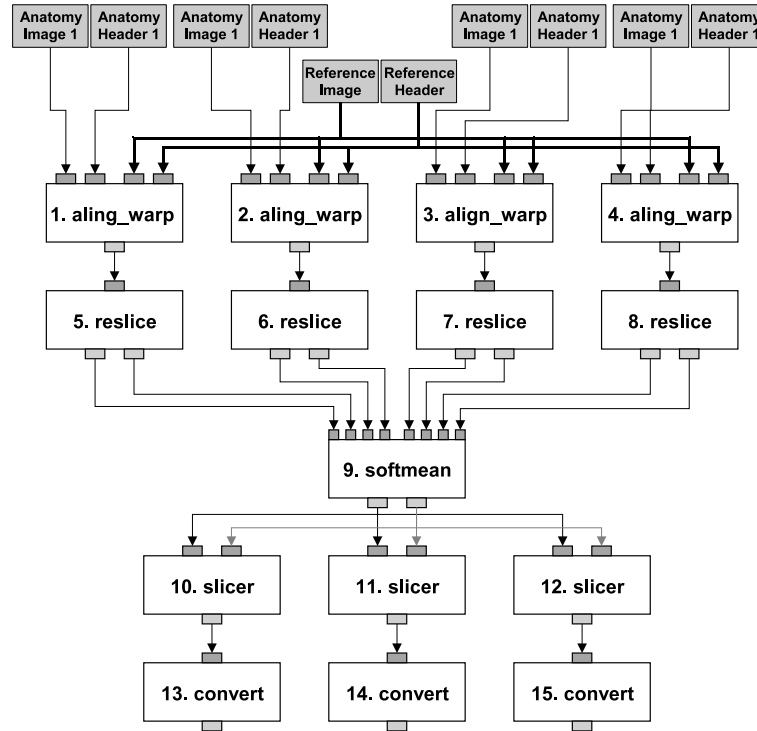 Anatomy
Image 1
Anatomy
Header 1
Anatomy
Image 1
Anatomy
Header 1
Anatomy
Image 1
Anatomy
Header 1
Anatomy
Image 1
Anatomy
Header 1
Reference
Image
Reference
Header
1. aling_warp
2. aling_warp
3. align_warp
4. aling_warp
5. reslice
6. reslice
7. reslice
8. reslice
9. softmean
10. slicer
11. slicer
12. slicer
13. convert
14. convert
15. convert